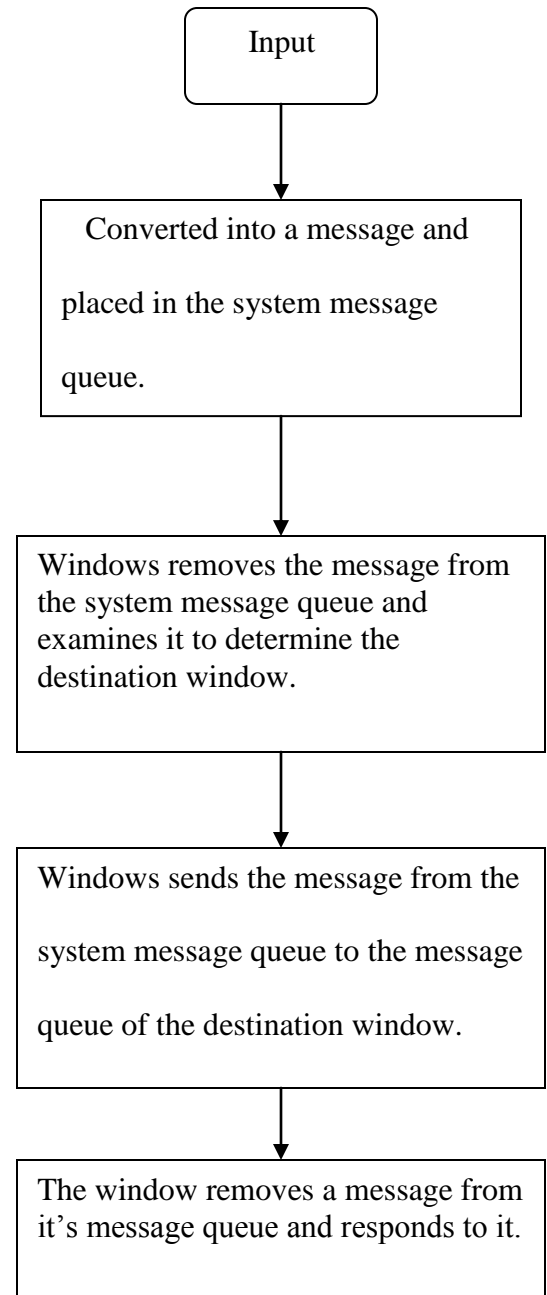 Input
Converted into a message and
placed in the system message
queue.
Windows removes the message from
the system message queue and
examines it to determine the
destination window.
Windows sends the message from the
system message queue to the message
queue of the destination window.
The window removes a message from
it’s message queue and responds to it.